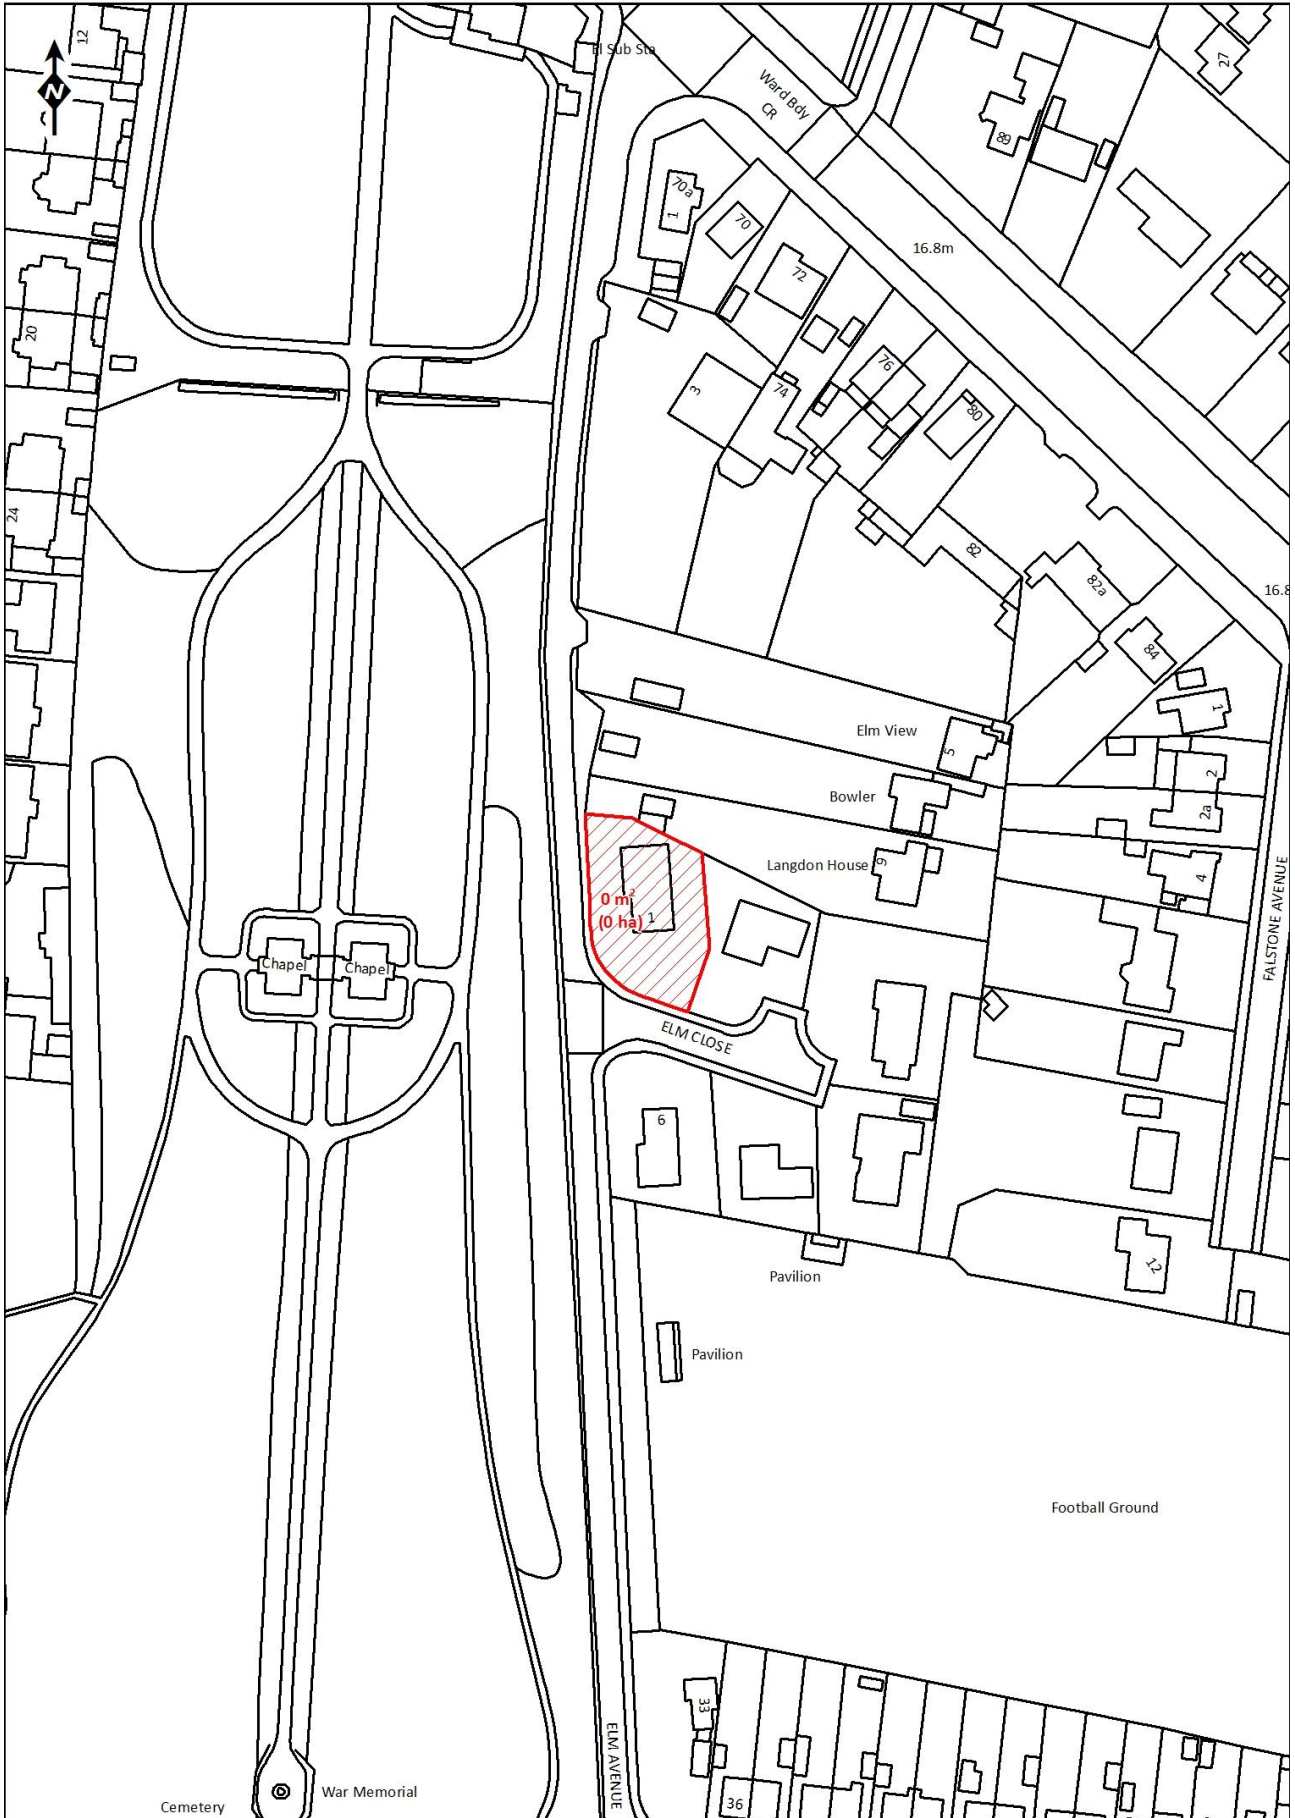 12
N
El Sub Sta
Ward Bdy
CR
27
89
70a
1
70
16.8m
72
20
3
74
76
80
24
82
82a
16.8
84
1
Elm View
5
2
2a
Bowler
Langdon House
9
4
0 m²
(0 ha)
1
FALSTONE AVENUE
Chapel
Chapel
ELM CLOSE
6
12
Pavilion
Pavilion
Football Ground
33
ELM AVENUE
War Memorial
Cemetery
36